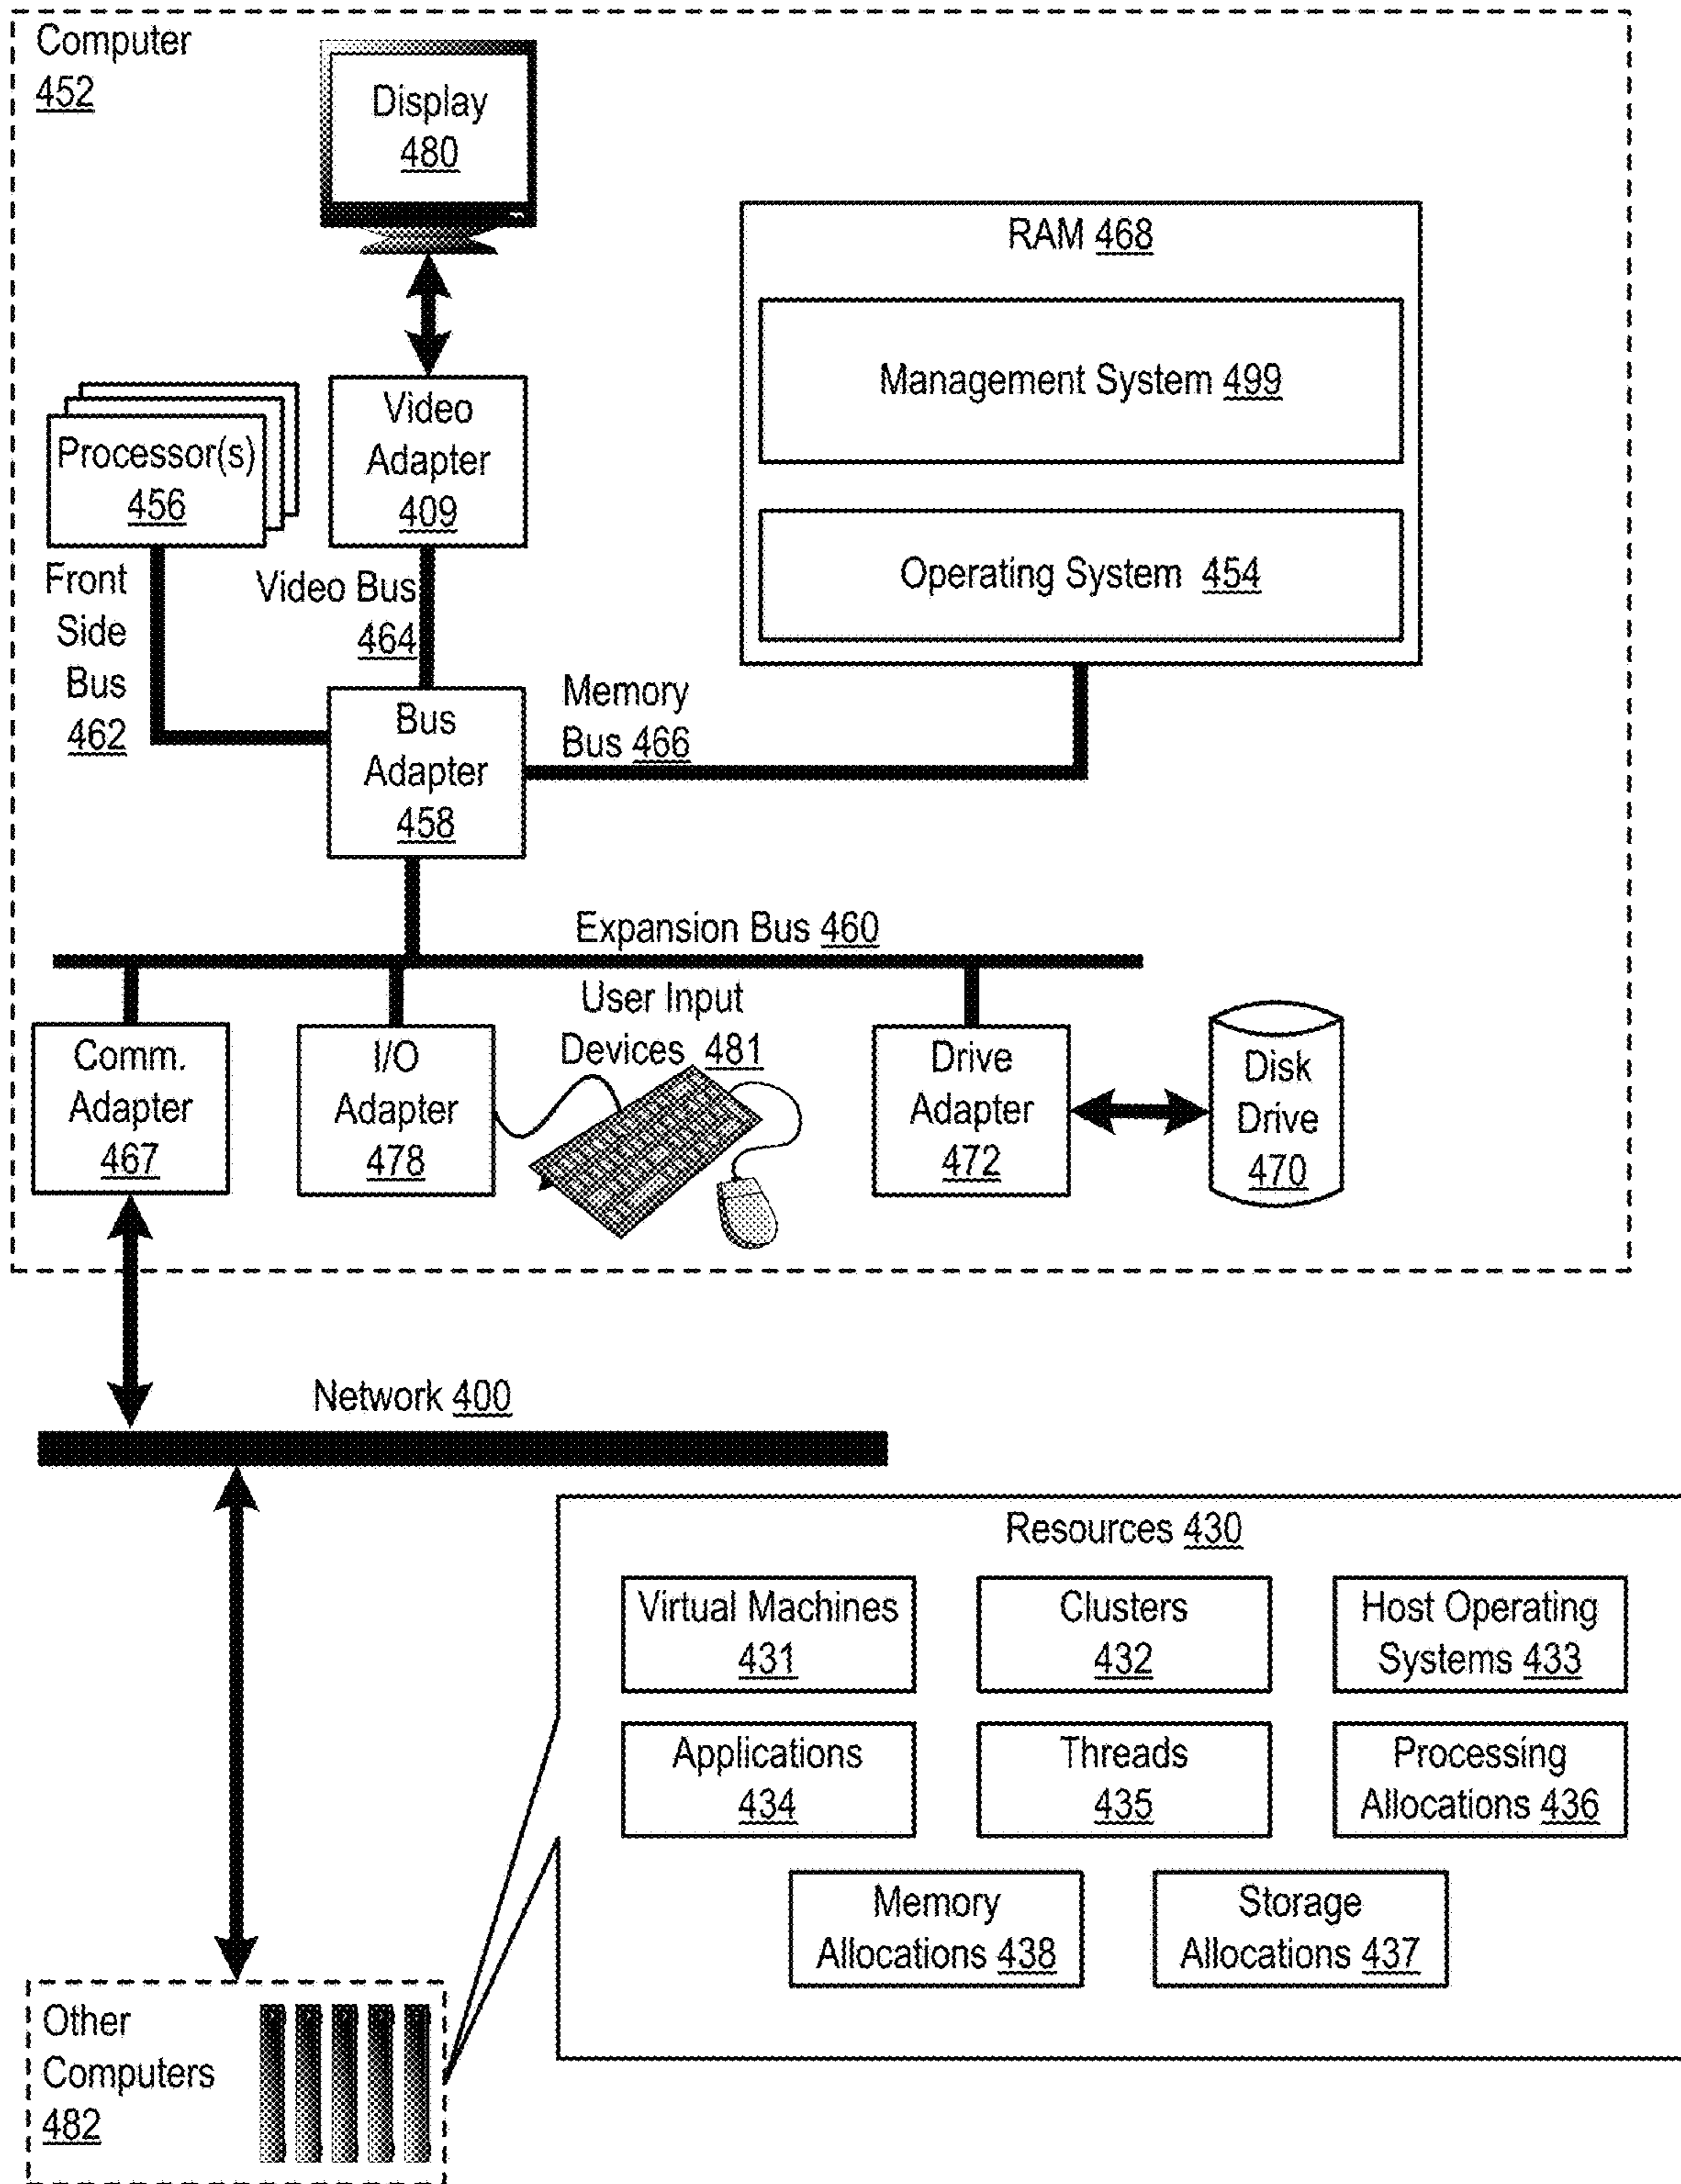 Computer
452
Display
480
RAM 468
Management System 499
Operating System 454
Processor(s)
456
Video
Adapter
409
Front
Side
Bus
462
Video Bus
464
Bus
Adapter
458
Memory
Bus 466
Expansion Bus 460
Comm.
Adapter
467
I/O
Adapter
478
User Input
Devices 481
Drive
Adapter
472
Disk
Drive
470
Network 400
Resources 430
Virtual Machines
431
Clusters
432
Host Operating
Systems 433
Applications
434
Threads
435
Processing
Allocations 436
Memory
Allocations 438
Storage
Allocations 437
Other
Computers
482